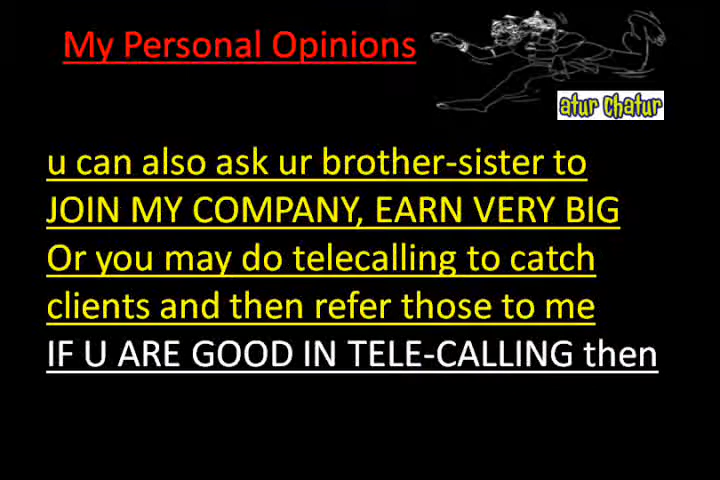 My Personal Opinions
atur chatur
u can also ask ur brother-sister to
JOIN MY COMPANY, EARN VERY BIG
Or you may do telecalling to catch
clients and then refer those to me
IF U ARE GOOD IN TELE-CALLING then